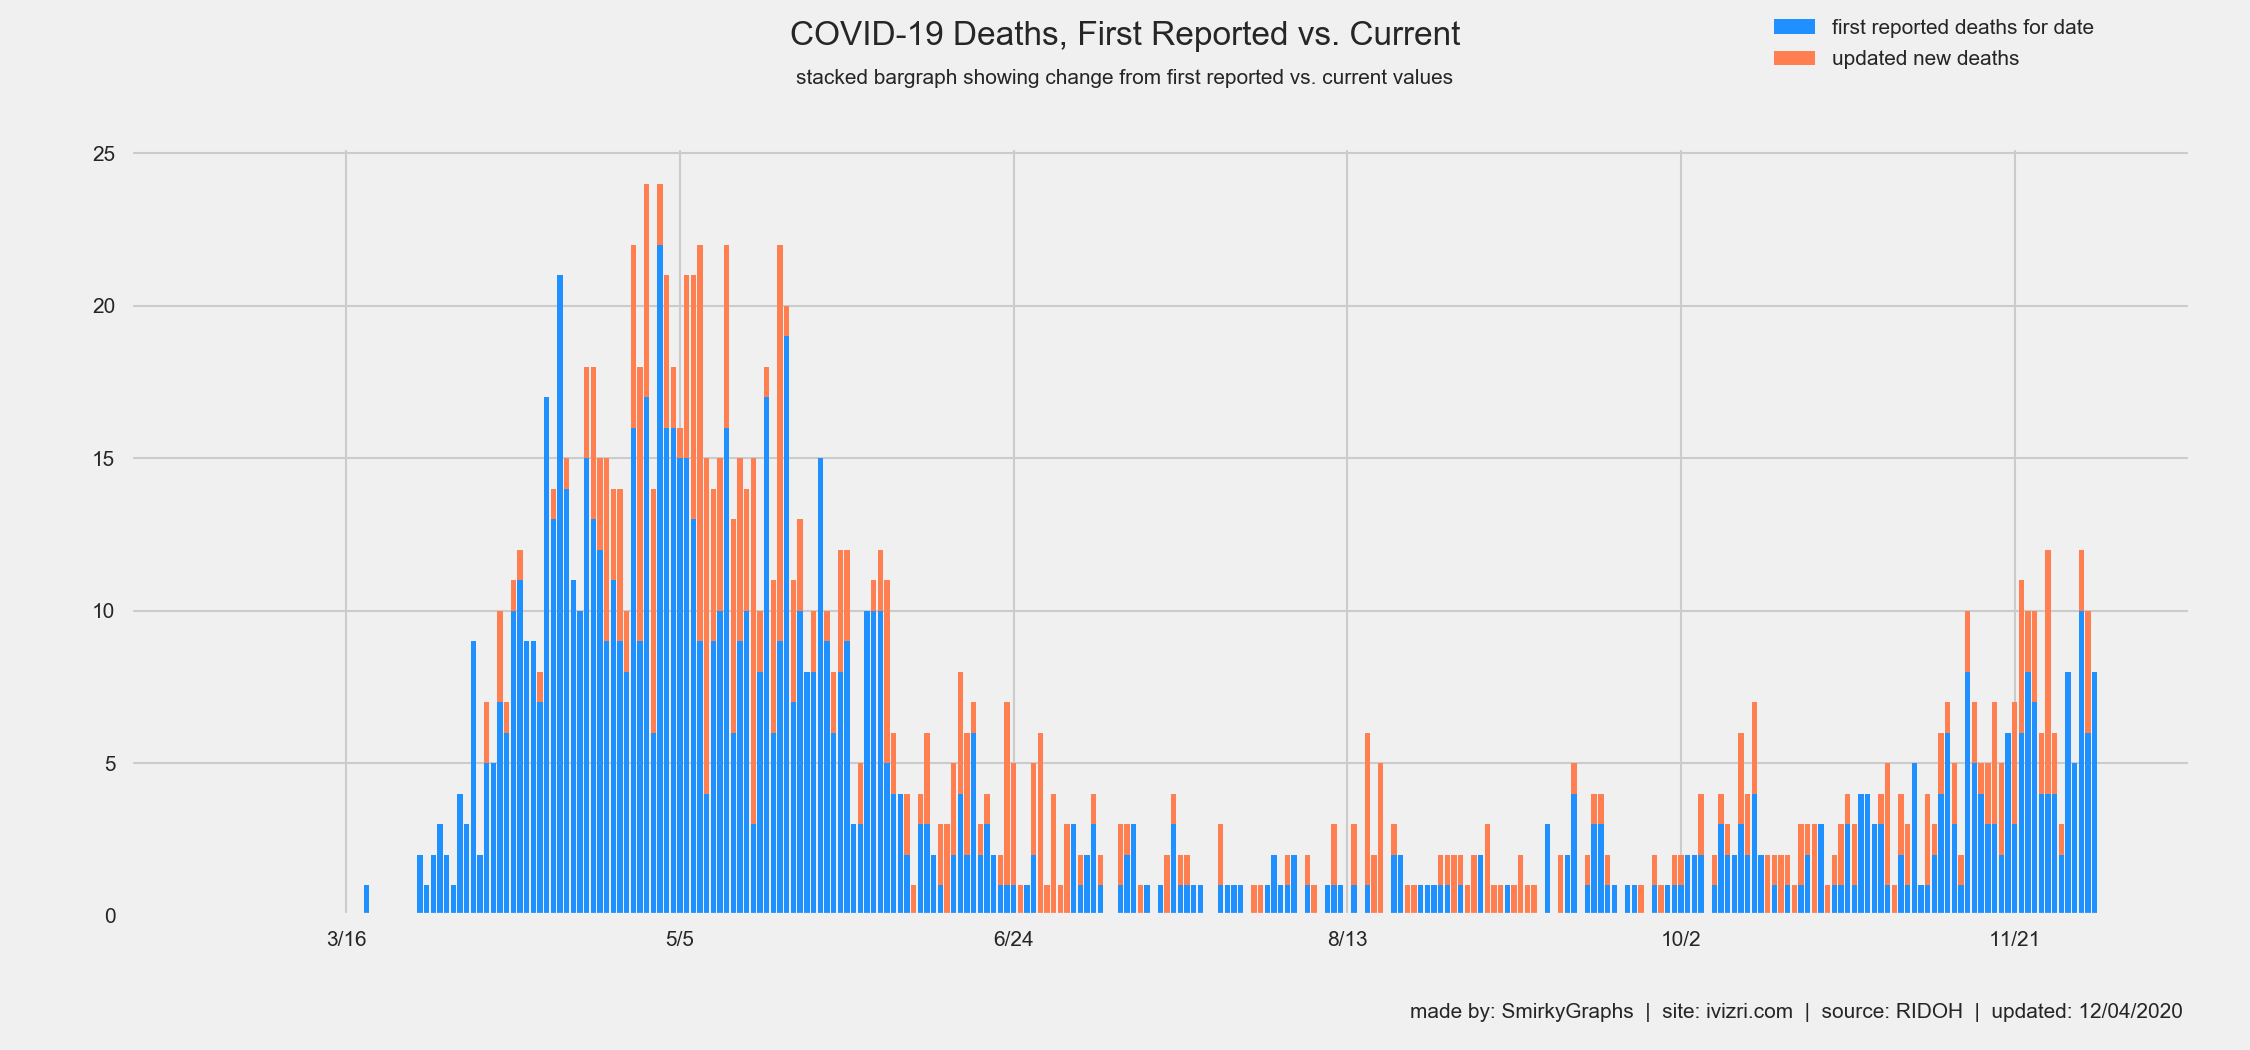 COVID-19 Deaths, First Reported vs. Current
stacked bargraph showing change from first reported vs. current values
first reported deaths for date
updated new deaths
25
20
15
10
5
0
3/16 5/5 6/24 8/13 10/2 11/21
made by: SmirkyGraphs | site: ivizri.com | source: RIDOH | updated: 12/04/2020